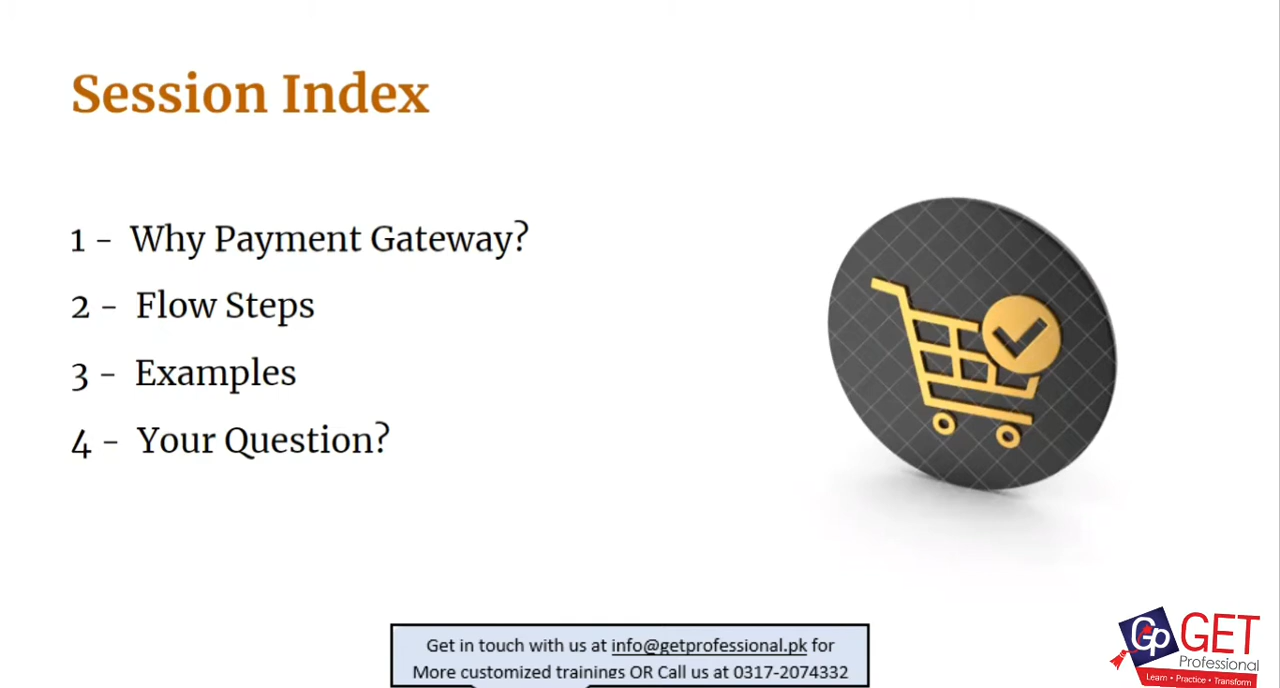 Session Index
1 - Why Payment Gateway?
2 - Flow Steps
3 - Examples
4 - Your Question?
Get in touch with us at info@getprofessional.pk for
More customized trainings OR Call us at 0317-2074332
Gp GET
Professional
Learn • Practice • Transform